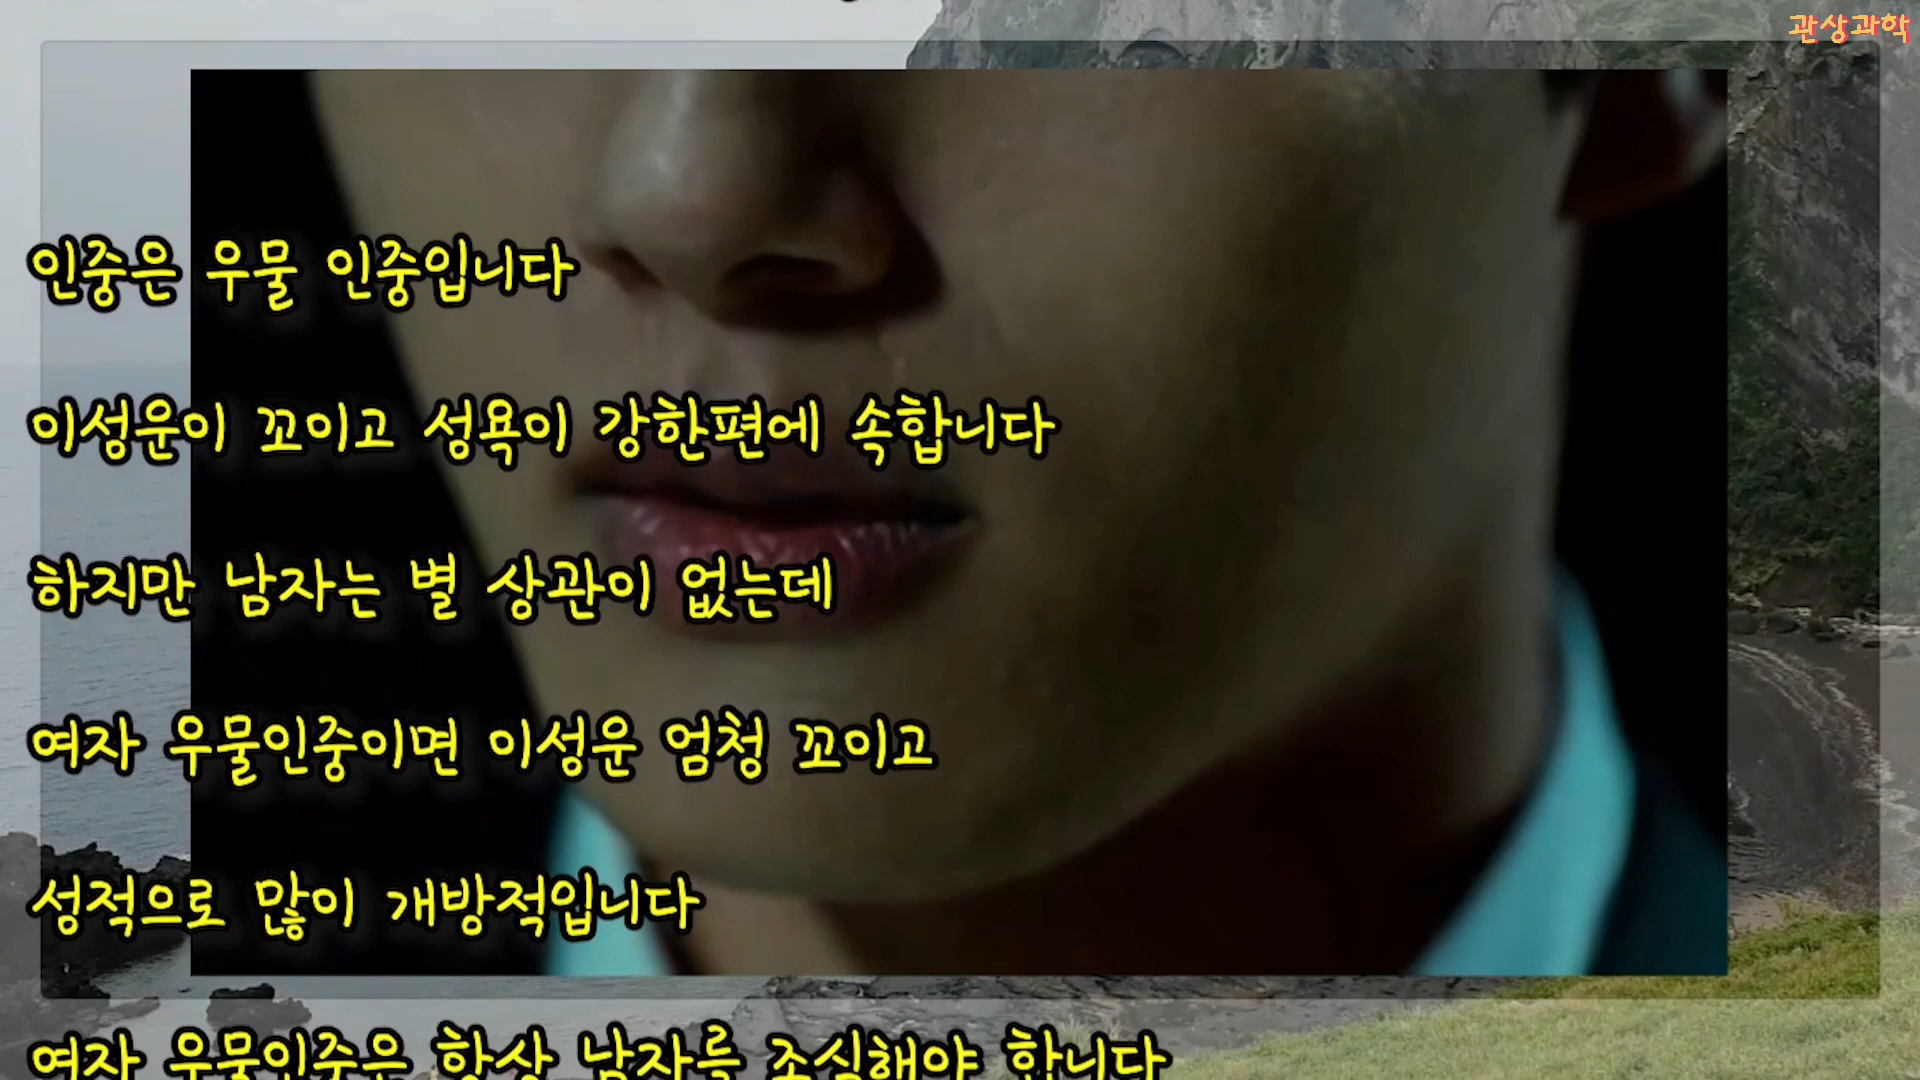 관상과학
인중은 우물 인중입니다
이성운이 꼬이고 성욕이 강한편에 속합니다
하지만 남자는 별 상관이 없는데
여자 우물인중이면 이성운 엄청 꼬이고
성적으로 많이 개방적입니다
여자 우물인중은 항상 남자를 조심해야 합니다